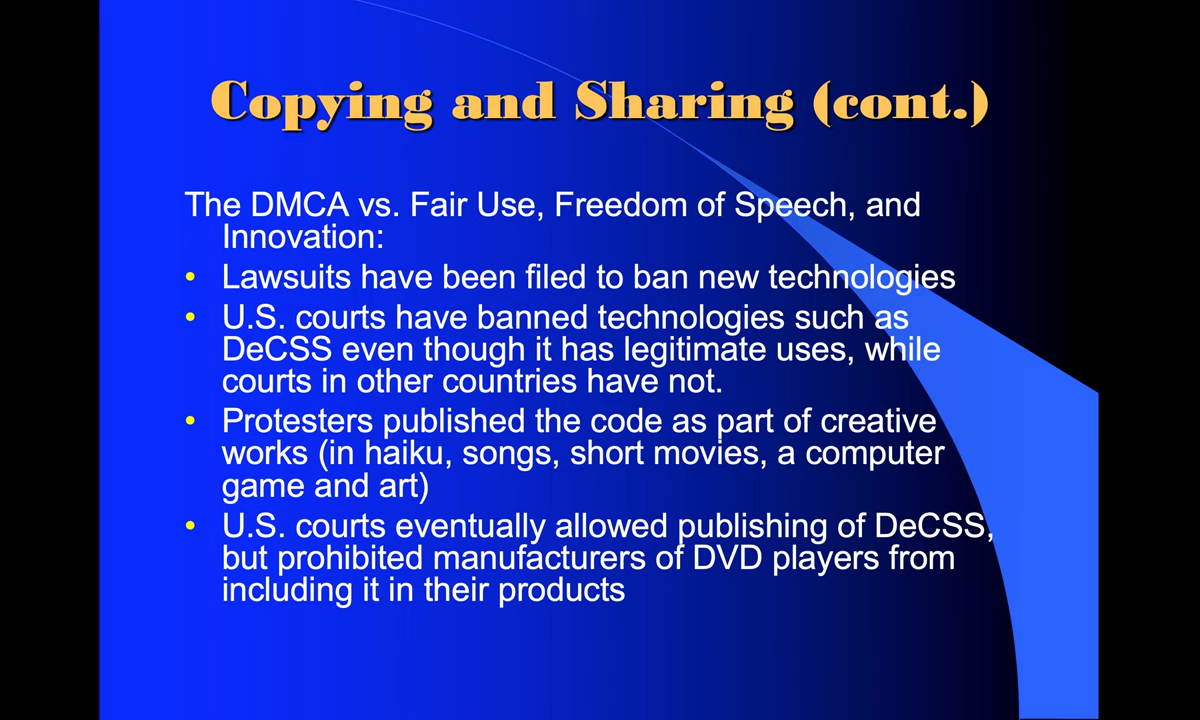 Copying and Sharing (cont.)
The DMCA vs. Fair Use, Freedom of Speech, and
Innovation:
• Lawsuits have been filed to ban new technologies
• U.S. courts have banned technologies such as
DeCSS even though it has legitimate uses, while
courts in other countries have not.
• Protesters published the code as part of creative
works (in haiku, songs, short movies, a computer
game and art)
• U.S. courts eventually allowed publishing of DeCSS,
but prohibited manufacturers of DVD players from
including it in their products